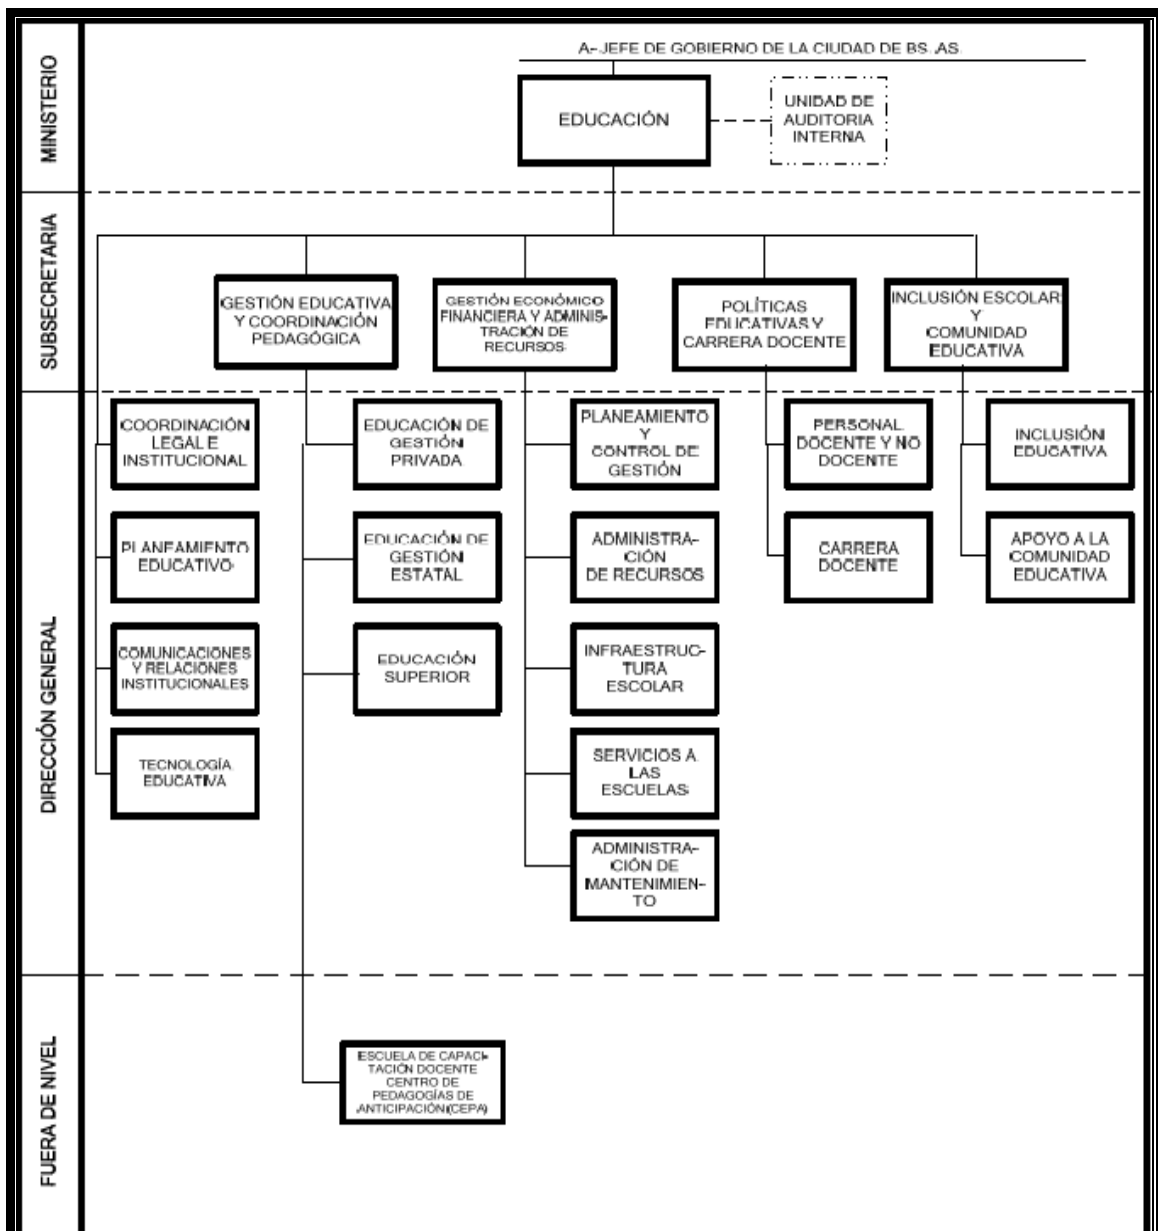 MINISTERIO
A-JEFE DE GOBIERNO DE LA CIUDAD DE BS. AS.
EDUCACIÓN
UNIDAD DE
AUDITORIA
INTERNA
SUBSECRETARIA
GESTIÓN EDUCATIVA
Y COORDINACIÓN
PEDAGÓGICA
GESTIÓN ECONÓMICO
FINANCIERA Y ADMINIS-
TRACIÓN DE
RECURSOS
POLÍTICAS
EDUCATIVAS Y
CARRERA DOCENTE
INCLUSIÓN ESCOLAR
Y
COMUNIDAD
EDUCATIVA
DIRECCIÓN GENERAL
COORDINACIÓN
LEGAL E
INSTITUCIONAL
EDUCACIÓN DE
GESTIÓN
PRIVADA
PLANEAMIENTO
Y
CONTROL DE
GESTIÓN
PERSONAL
DOCENTE Y NO
DOCENTE
INCLUSIÓN
EDUCATIVA
PLANEAMIENTO
EDUCATIVO
EDUCACIÓN DE
GESTIÓN
ESTATAL
ADMINISTRA-
CIÓN
DE RECURSOS
CARRERA
DOCENTE
APOYO A LA
COMUNIDAD
EDUCATIVA
COMUNICACIONES
Y RELACIONES
INSTITUCIONALES
EDUCACIÓN
SUPERIOR
INFRAESTRUC-
TURA
ESCOLAR
TECNOLOGÍA
EDUCATIVA
SERVICIOS A
LAS
ESCUELAS
ADMINISTRA-
CIÓN DE
MANTENIMIEN-
TO
FUERA DE NIVEL
ESCUELA DE CAPACI-
TACIÓN DOCENTE
CENTRO DE
PEDAGOGÍAS DE
ANTICIPACIÓN(CEPA)